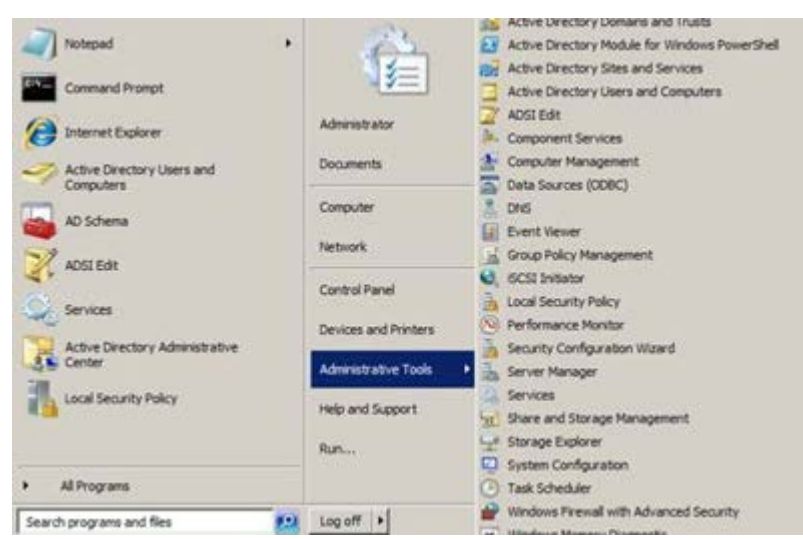 Notepad
Command Prompt
Internet Explorer
Active Directory Users and
Computers
AD Schema
ADSI Edit
Services
Active Directory Administrative
Center
Local Security Policy
All Programs
Search programs and files
Administrator
Documents
Computer
Network
Control Panel
Devices and Printers
Administrative Tools
Help and Support
Run...
Log off
Active Directory Domains and Trusts
Active Directory Module for Windows PowerShell
Active Directory Sites and Services
Active Directory Users and Computers
ADSI Edit
Component Services
Computer Management
Data Sources (ODBC)
DNS
Event Viewer
Group Policy Management
iSCSI Initiator
Local Security Policy
Performance Monitor
Security Configuration Wizard
Server Manager
Services
Share and Storage Management
Storage Explorer
System Configuration
Task Scheduler
Windows Firewall with Advanced Security
Windows Memory Diagnostic